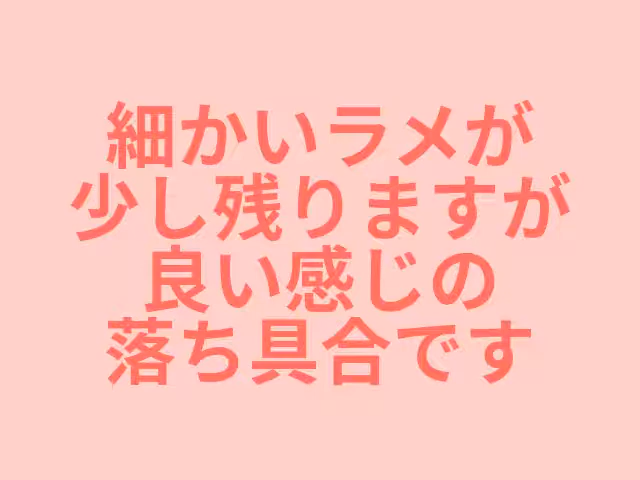 細かいラメが
少し残りますが
良い感じの
落ち具合です